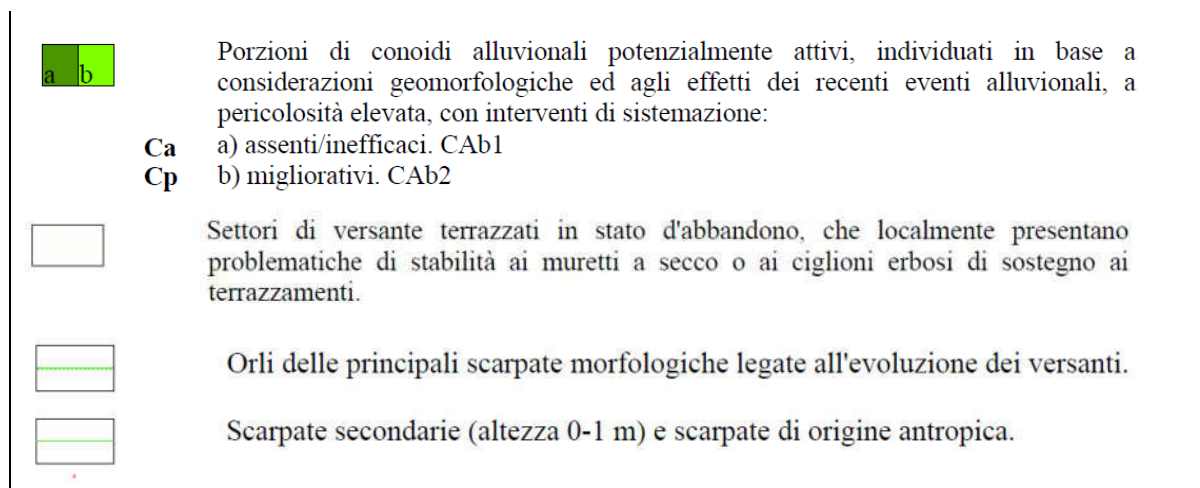 a b
Porzioni di conoidi alluvionali potenzialmente attivi, individuati in base a
considerazioni geomorfologiche ed agli effetti dei recenti eventi alluvionali, a
pericolosità elevata, con interventi di sistemazione:
Ca a) assenti/inefficaci. CAb1
Cp b) migliorativi. CAb2
Settori di versante terrazzati in stato d'abbandono, che localmente presentano
problematiche di stabilità ai muretti a secco o ai ciglioni erbosi di sostegno ai
terrazzamenti.
Orli delle principali scarpate morfologiche legate all'evoluzione dei versanti.
Scarpate secondarie (altezza 0-1 m) e scarpate di origine antropica.